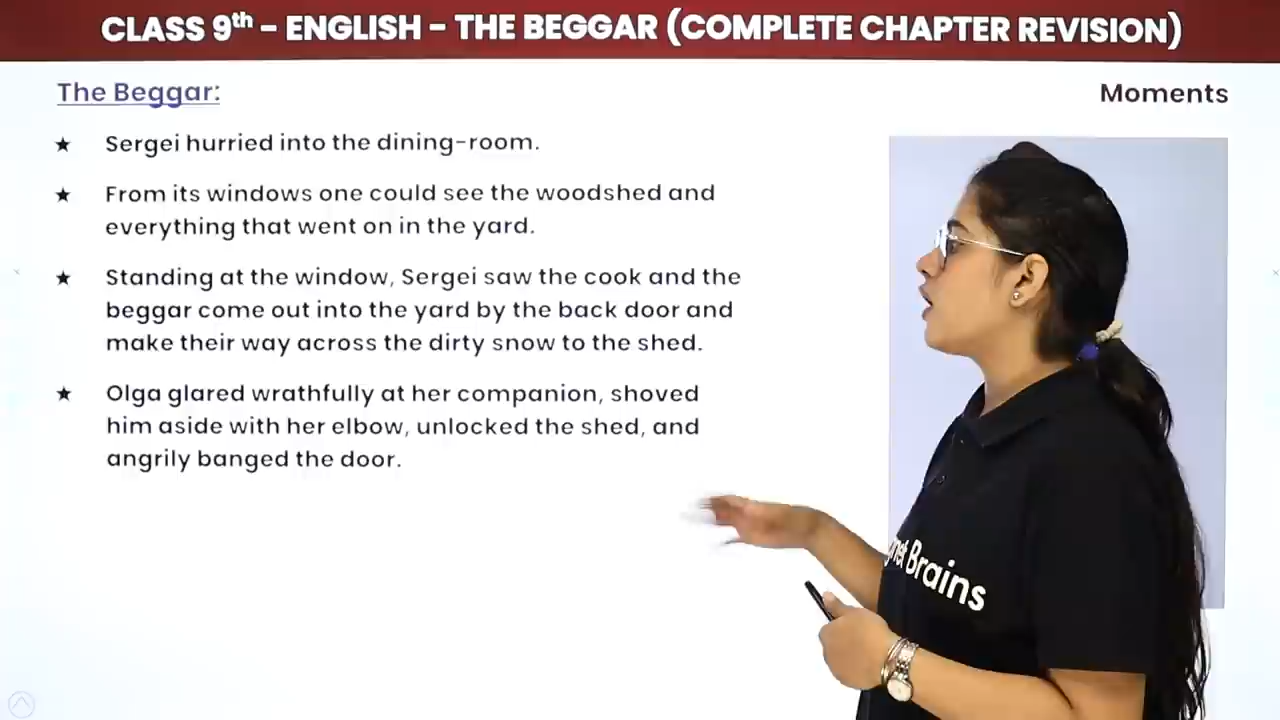 CLASS 9th – ENGLISH – THE BEGGAR (COMPLETE CHAPTER REVISION)
The Beggar:
Moments
★ Sergei hurried into the dining-room.
★ From its windows one could see the woodshed and
everything that went on in the yard.
★ Standing at the window, Sergei saw the cook and the
beggar come out into the yard by the back door and
make their way across the dirty snow to the shed.
★ Olga glared wrathfully at her companion, shoved
him aside with her elbow, unlocked the shed, and
angrily banged the door.
Brains